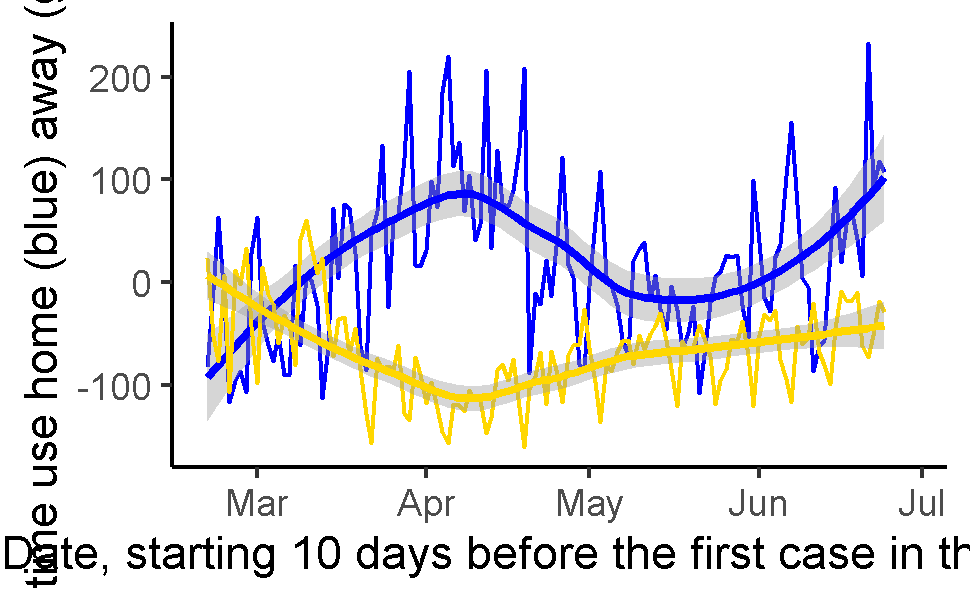 time use home (blue) away (
200
100
0
-100
Mar Apr May Jun Jul
Date, starting 10 days before the first case in th